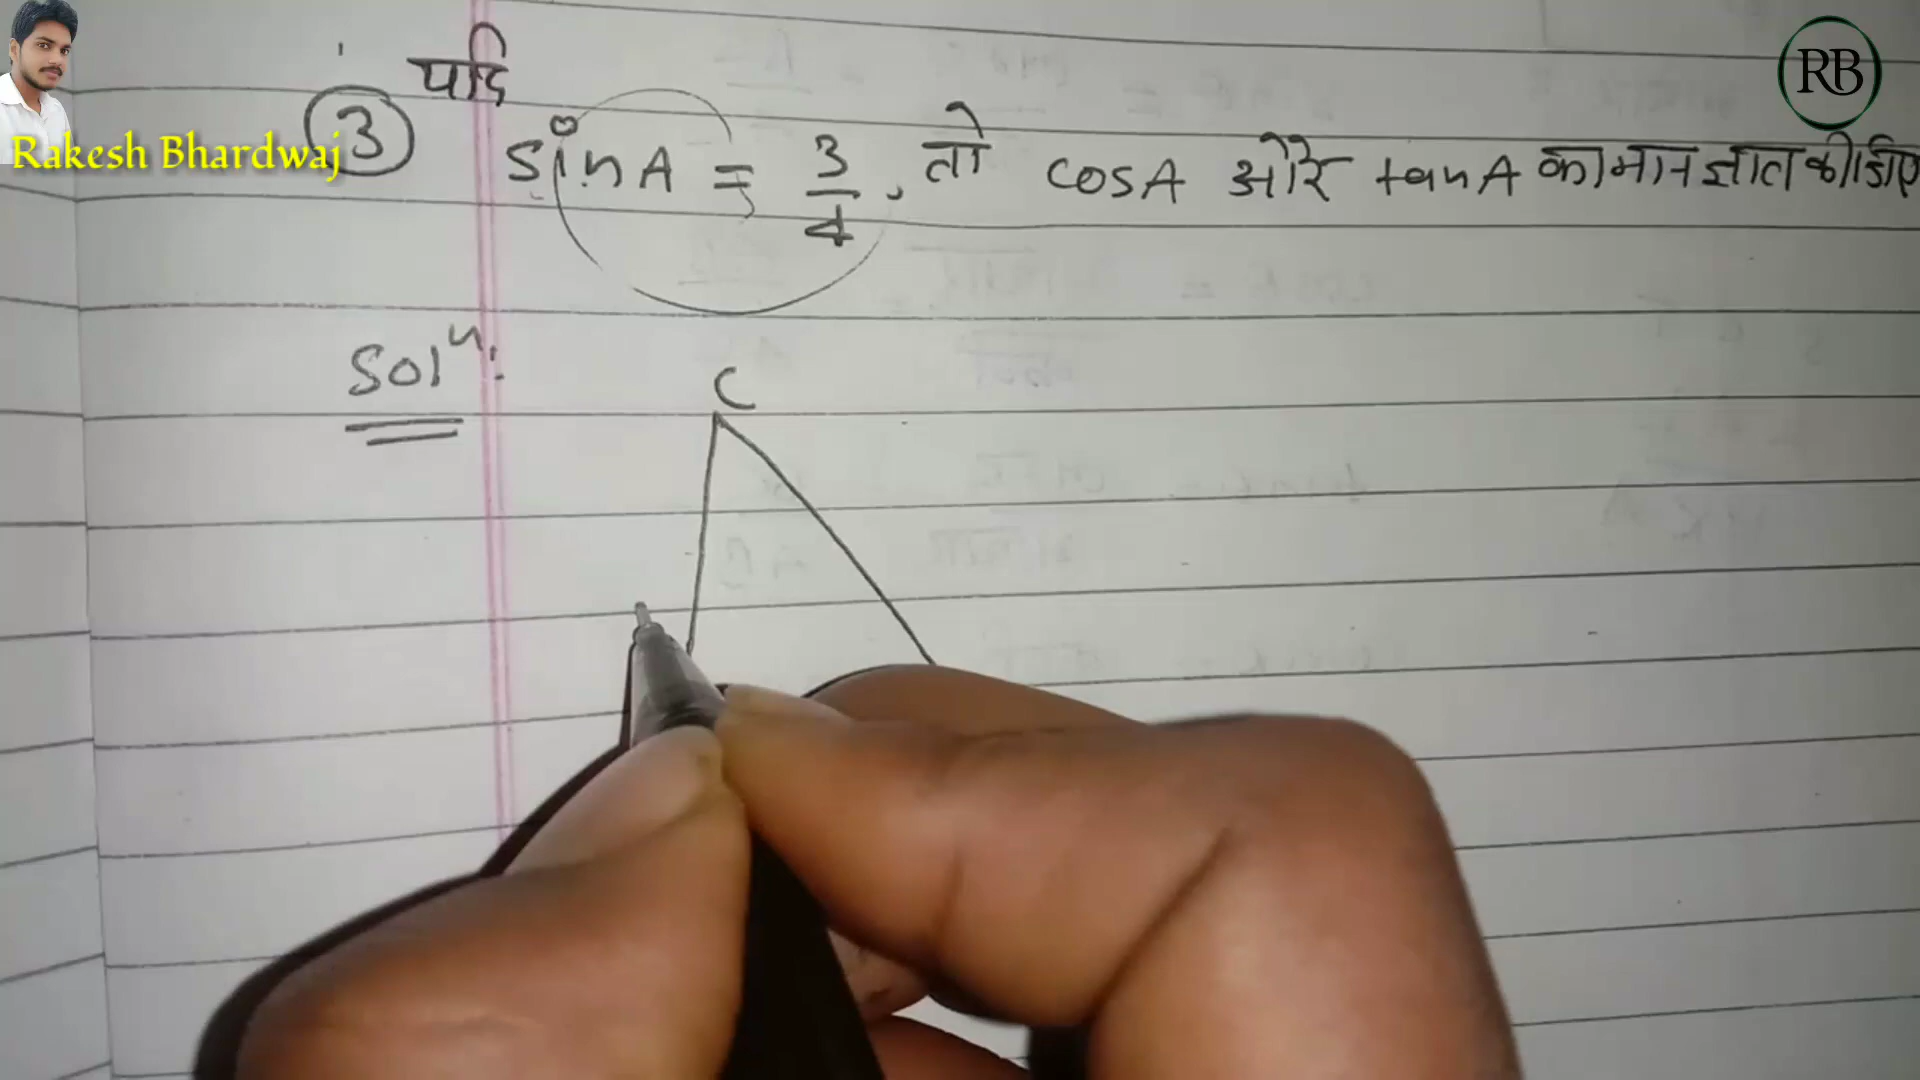 RB
यदि
Rakesh Bhardwaj
3 sinA = 3/4, तो cosA और tanA का मान ज्ञात कीजिए
Solⁿ:
C